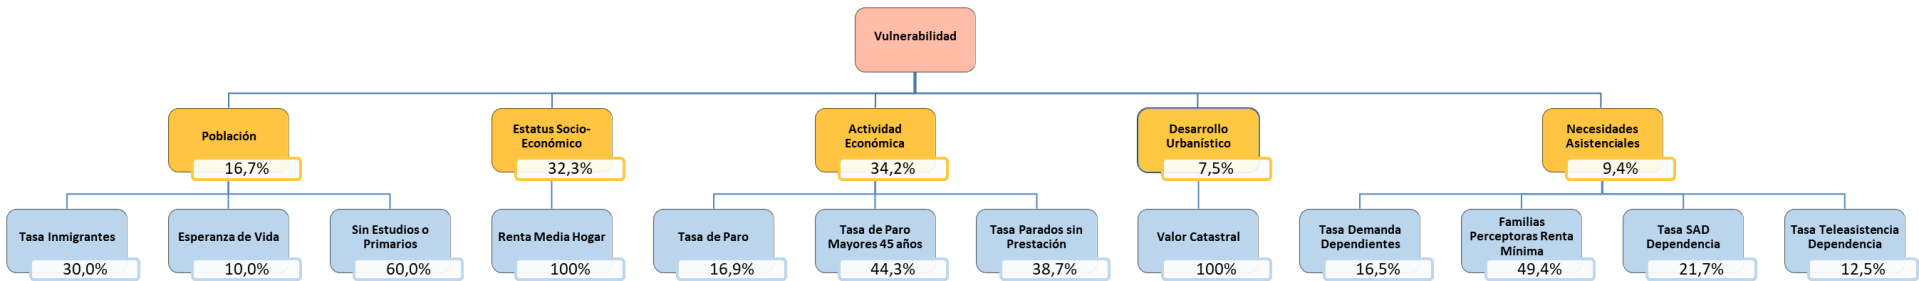 Vulnerabilidad
Población
16,7%
Estatus Socio-
Económico
32,3%
Actividad
Económica
34,2%
Desarrollo
Urbanístico
7,5%
Necesidades
Asistenciales
9,4%
Tasa Inmigrantes
30,0%
Esperanza de Vida
10,0%
Sin Estudios o
Primarios
60,0%
Renta Media Hogar
100%
Tasa de Paro
16,9%
Tasa de Paro
Mayores 45 años
44,3%
Tasa Parados sin
Prestación
38,7%
Valor Catastral
100%
Tasa Demanda
Dependientes
16,5%
Familias
Perceptoras Renta
Mínima
49,4%
Tasa SAD
Dependencia
21,7%
Tasa Teleasistencia
Dependencia
12,5%